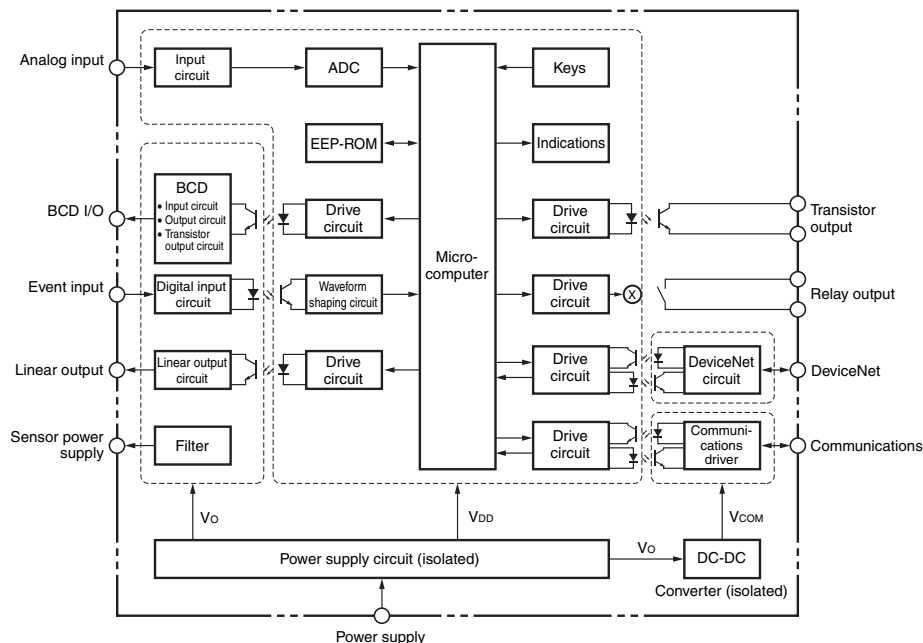 Analog input
Input
circuit
ADC
Keys
EEP-ROM
Indications
BCD I/O
BCD
• Input circuit
• Output circuit
• Transistor
output circuit
Drive
circuit
Micro-
computer
Drive
circuit
Transistor
output
Event input
Digital input
circuit
Waveform
shaping circuit
Drive
circuit
X
Relay output
Linear output
Linear output
circuit
Drive
circuit
Drive
circuit
DeviceNet
circuit
DeviceNet
Sensor power
supply
Filter
Drive
circuit
Communi-
cations
driver
Communications
VO
VDD
VCOM
Power supply circuit (isolated)
VO
DC-DC
Converter (isolated)
Power supply